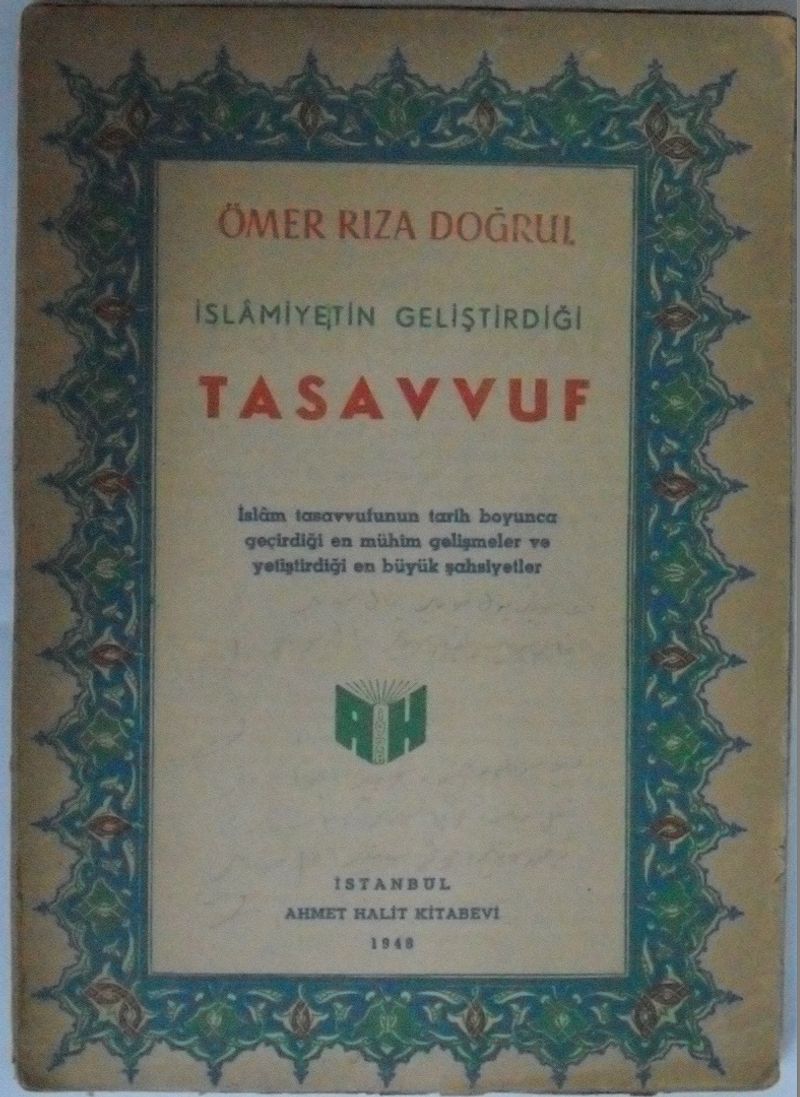 ÖMER RIZA DOĞRUL
İSLÂMİYETİN GELİŞTİRDİĞİ
TASAVVUF
İslâm tasavvufunun tarih boyunca
geçirdiği en mühim gelişmeler ve
yetiştirdiği en büyük şahsiyetler
A H
İSTANBUL
AHMET HALİT KİTABEVİ
1948